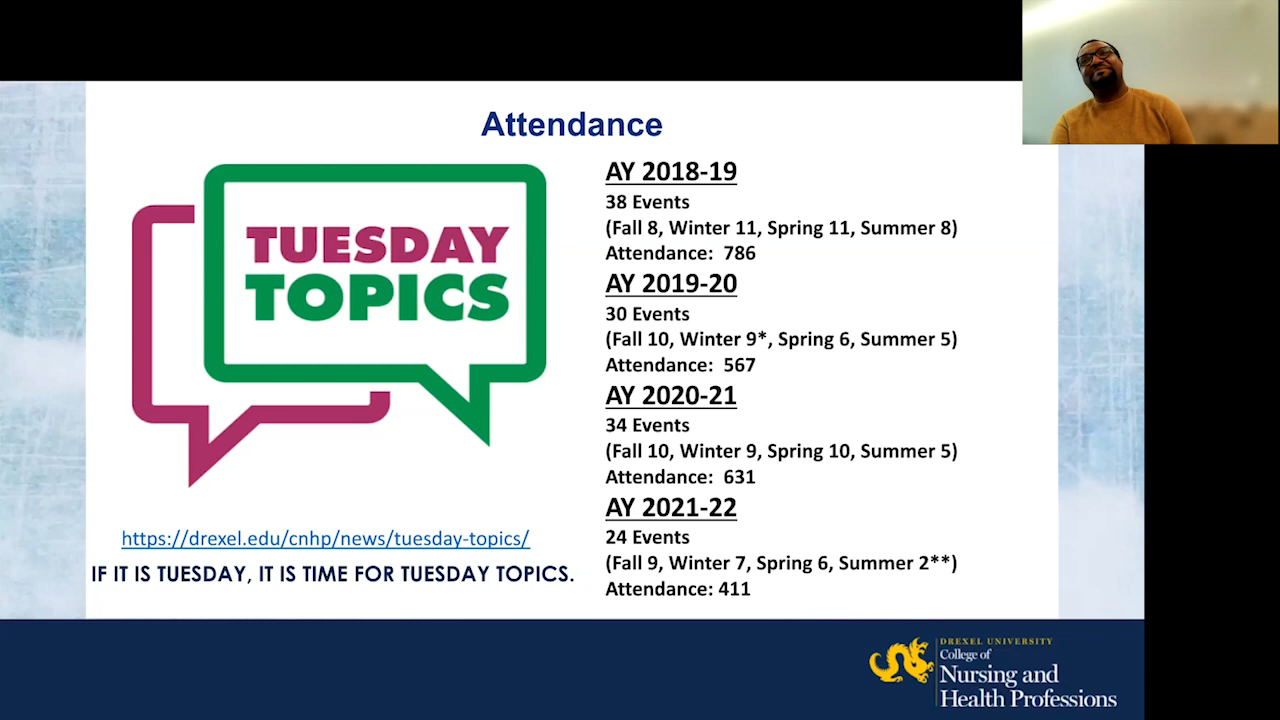 Attendance
TUESDAY
TOPICS
https://drexel.edu/cnhp/news/tuesday-topics/
IF IT IS TUESDAY, IT IS TIME FOR TUESDAY TOPICS.
AY 2018-19
38 Events
(Fall 8, Winter 11, Spring 11, Summer 8)
Attendance: 786
AY 2019-20
30 Events
(Fall 10, Winter 9*, Spring 6, Summer 5)
Attendance: 567
AY 2020-21
34 Events
(Fall 10, Winter 9, Spring 10, Summer 5)
Attendance: 631
AY 2021-22
24 Events
(Fall 9, Winter 7, Spring 6, Summer 2**)
Attendance: 411
DREXEL UNIVERSITY
College of
Nursing and
Health Professions